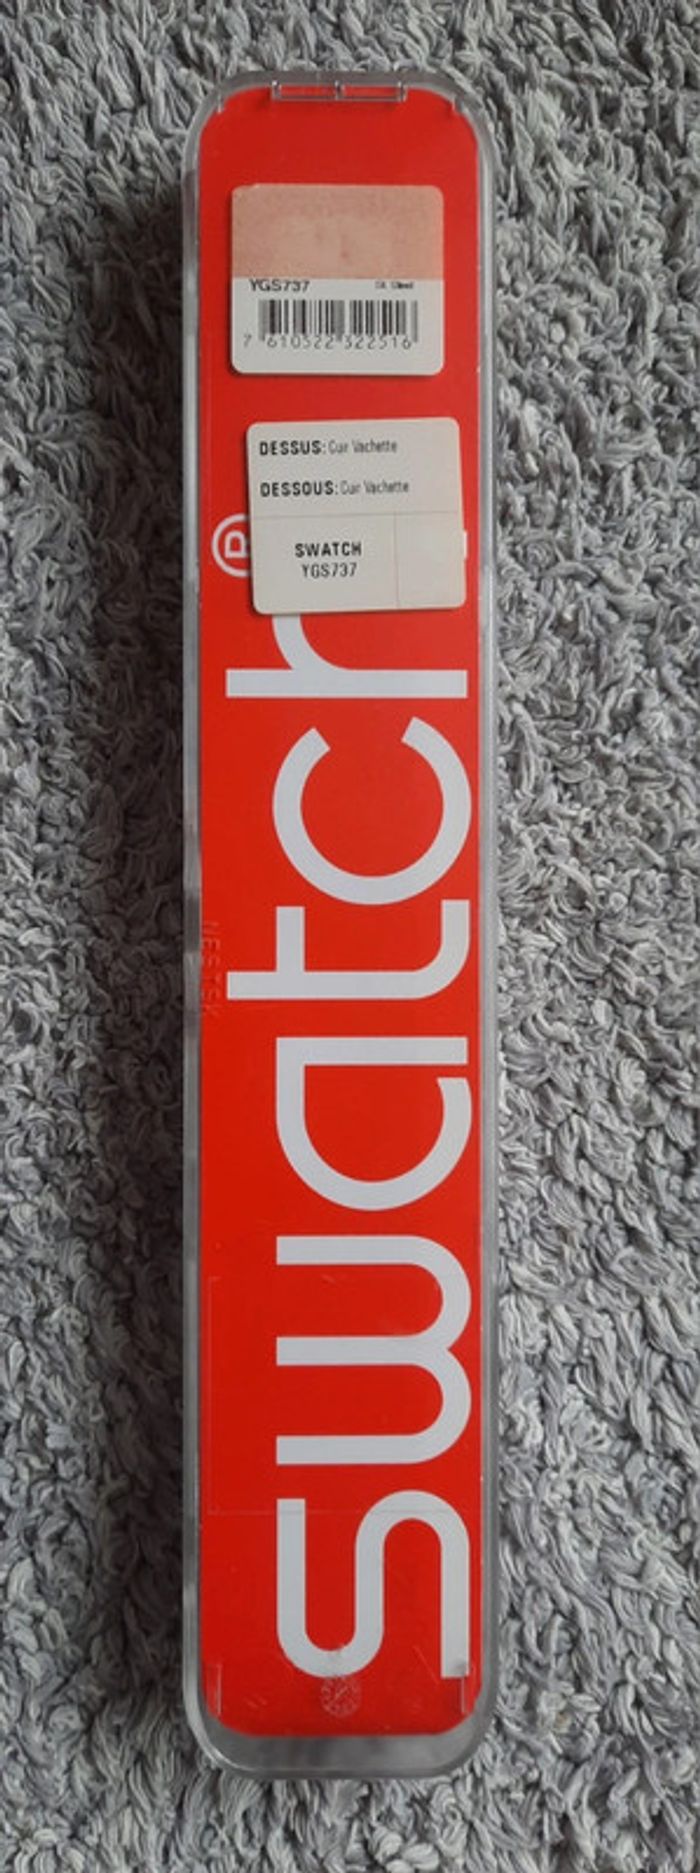 YGS737
7 610522 322516
DESSUS: Cuir Vachette
DESSOUS: Cuir Vachette
SWATCH
YGS737
swatch